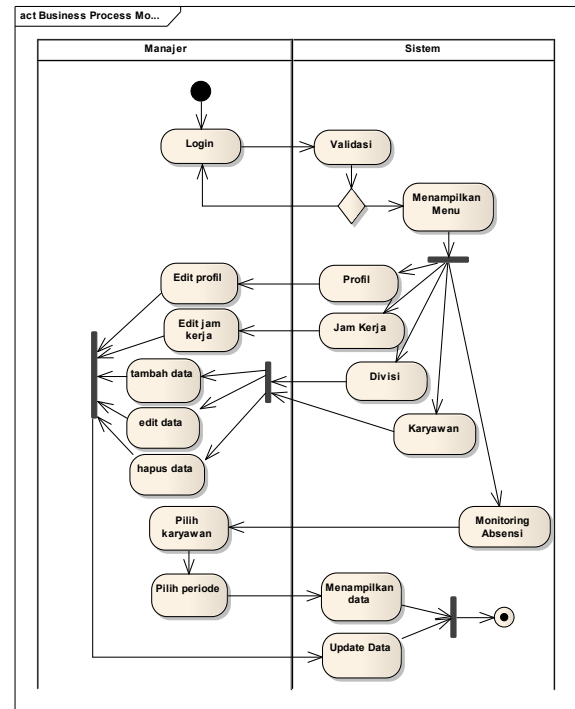 act Business Process Mo...
Manajer
Sistem
Login
Validasi
Menampilkan
Menu
Edit profil
Profil
Edit jam
kerja
Jam Kerja
tambah data
Divisi
edit data
Karyawan
hapus data
Pilih
karyawan
Monitoring
Absensi
Pilih periode
Menampilkan
data
Update Data